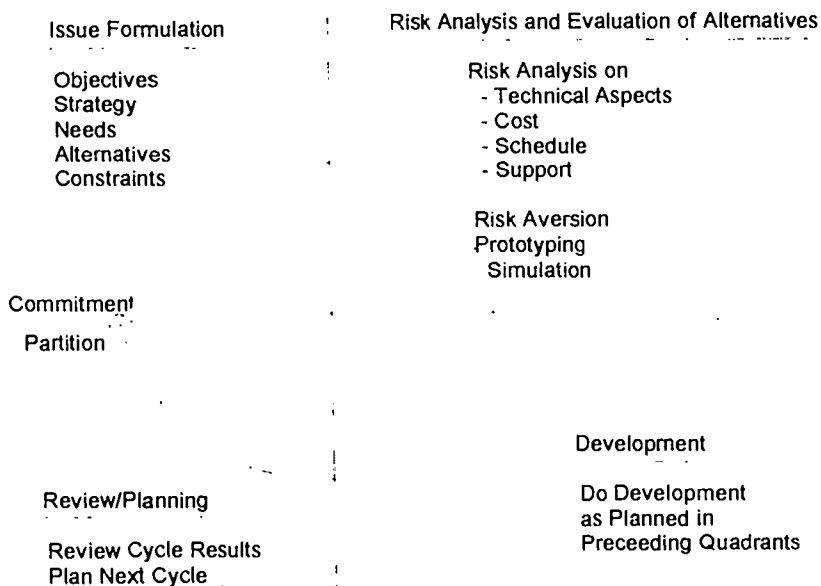 Issue Formulation
Objectives
Strategy
Needs
Alternatives
Constraints
Risk Analysis and Evaluation of Alternatives
Risk Analysis on
- Technical Aspects
- Cost
- Schedule
- Support
Risk Aversion
Prototyping
Simulation
Commitment
Partition
Development
Do Development
as Planned in
Preceeding Quadrants
Review/Planning
Review Cycle Results
Plan Next Cycle